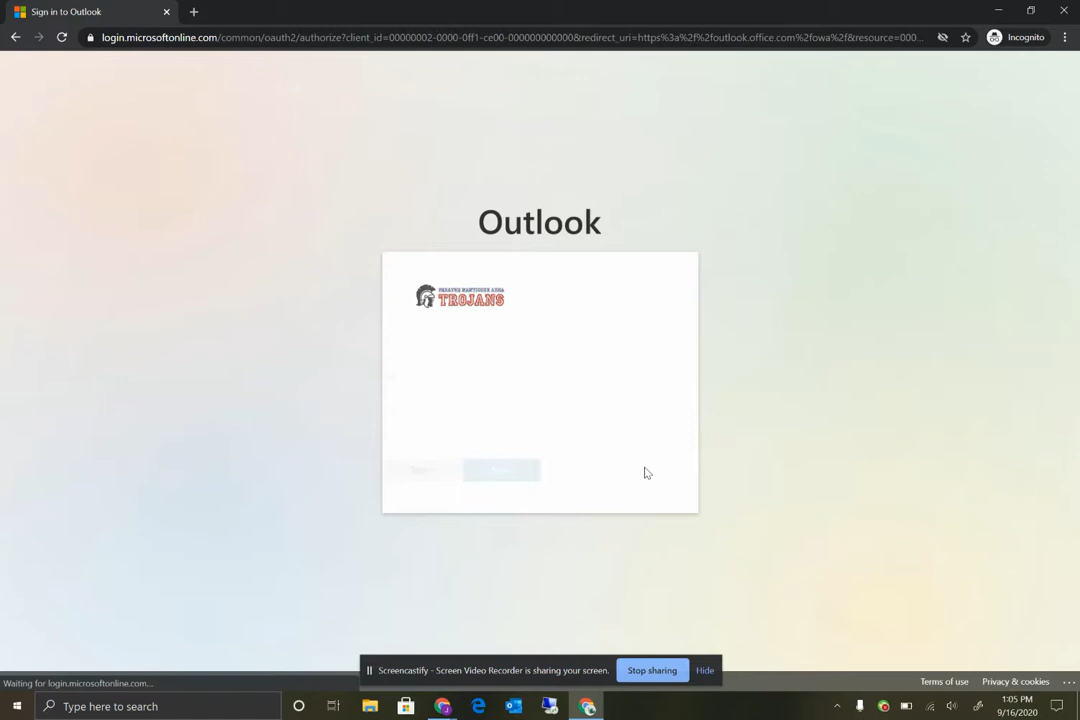 Sign in to Outlook
login.microsoftonline.com/common/oauth2/authorize?client_id=00000002-0000-0ff1-ce00-000000000000&redirect_uri=https%3a%2f%2foutlook.office.com%2fowa%2f&resource=000...
Incognito
Outlook
AREA
TROJANS
Screencastify - Screen Video Recorder is sharing your screen.
Stop sharing
Hide
Waiting for login.microsoftonline.com...
Terms of use
Privacy & cookies
...
Type here to search
1:05 PM
9/16/2020